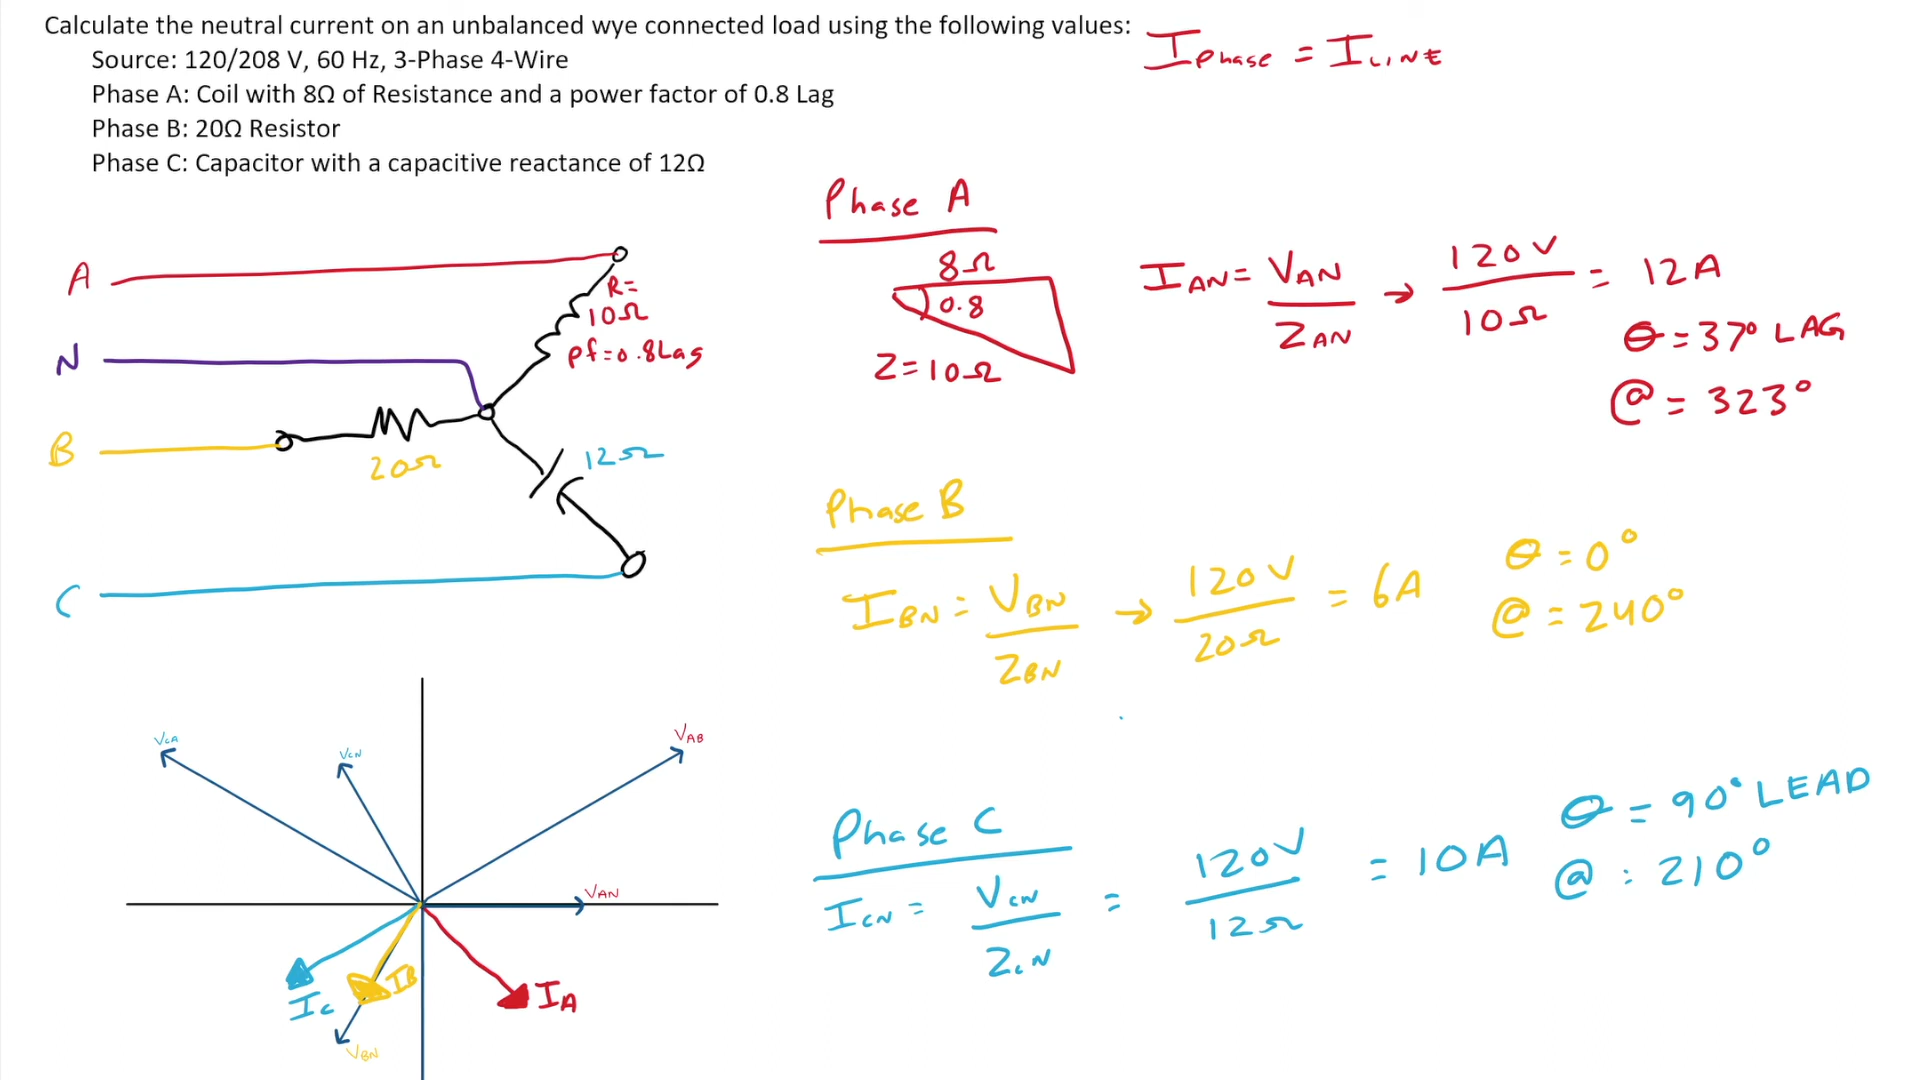 Calculate the neutral current on an unbalanced wye connected load using the following values:
Source: 120/208 V, 60 Hz, 3-Phase 4-Wire
Phase A: Coil with 8Ω of Resistance and a power factor of 0.8 Lag
Phase B: 20Ω Resistor
Phase C: Capacitor with a capacitive reactance of 12Ω
I Phase = I LINE
A
N
B
C
R=
10Ω
pf=0.8Lag
20Ω
12Ω
Phase A
8Ω
0.8
Z=10Ω
IAN = VAN / ZAN → 120V / 10Ω = 12A
θ = 37° LAG
@ = 323°
Phase B
IBN = VBN / ZBN → 120V / 20Ω = 6A
θ = 0°
@ = 240°
Phase C
ICN = VCN / ZCN = 120V / 12Ω = 10A
θ = 90° LEAD
@ : 210°
VCA
VCN
VAB
VAN
IC
IB
IA
VBN